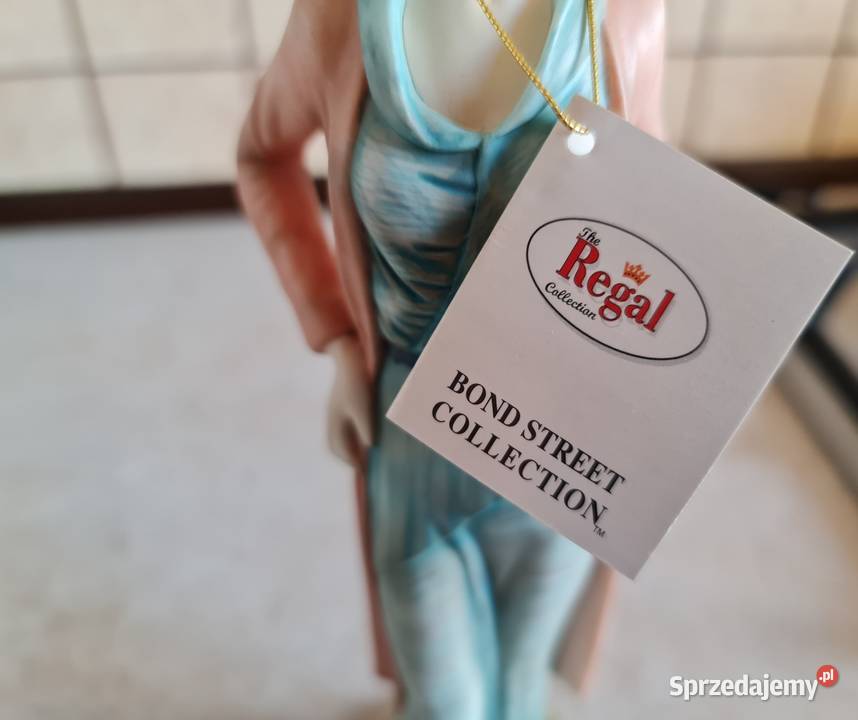 The
Regal
Collection
BOND STREET
COLLECTION
TM
Sprzedajemy.pl